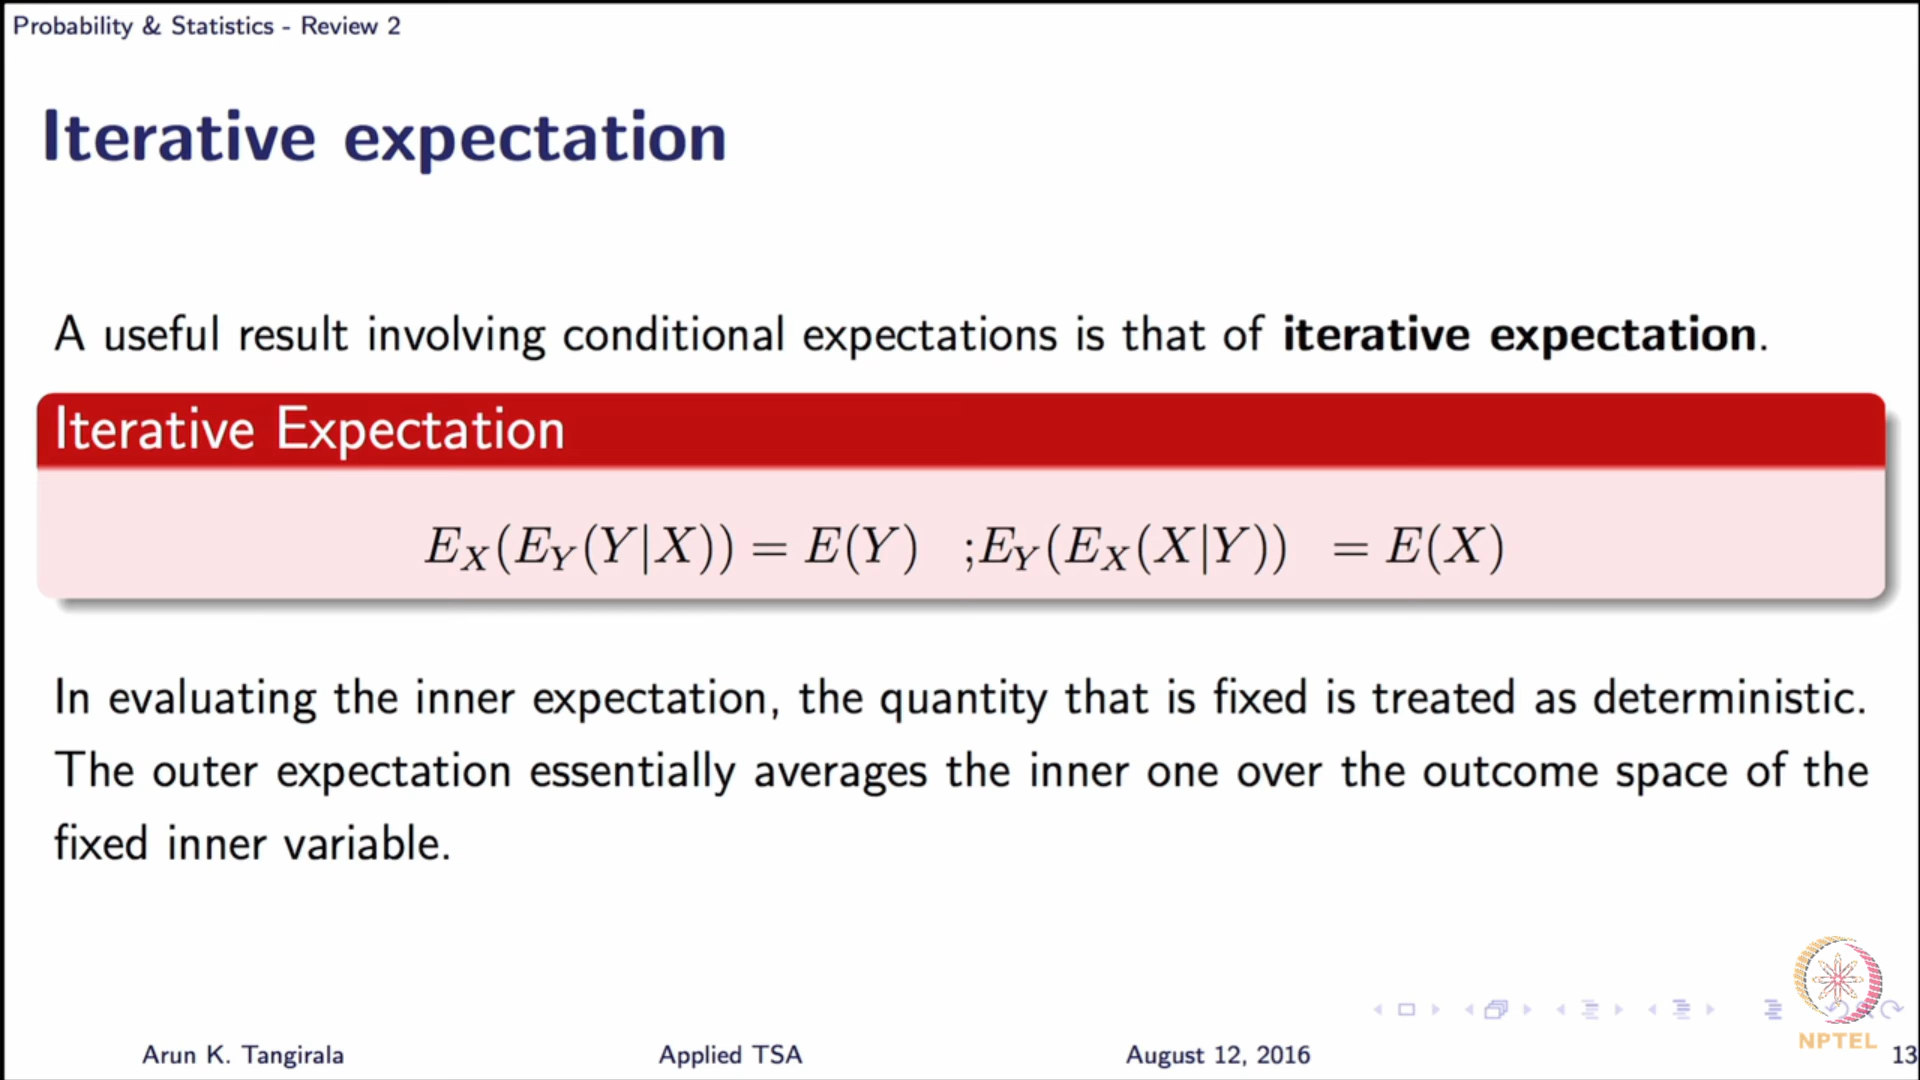 Probability & Statistics - Review 2
Iterative expectation
A useful result involving conditional expectations is that of iterative expectation.
Iterative Expectation
E_X(E_Y(Y|X)) = E(Y) ;E_Y(E_X(X|Y)) = E(X)
In evaluating the inner expectation, the quantity that is fixed is treated as deterministic.
The outer expectation essentially averages the inner one over the outcome space of the
fixed inner variable.
NPTEL
Arun K. Tangirala Applied TSA August 12, 2016 13